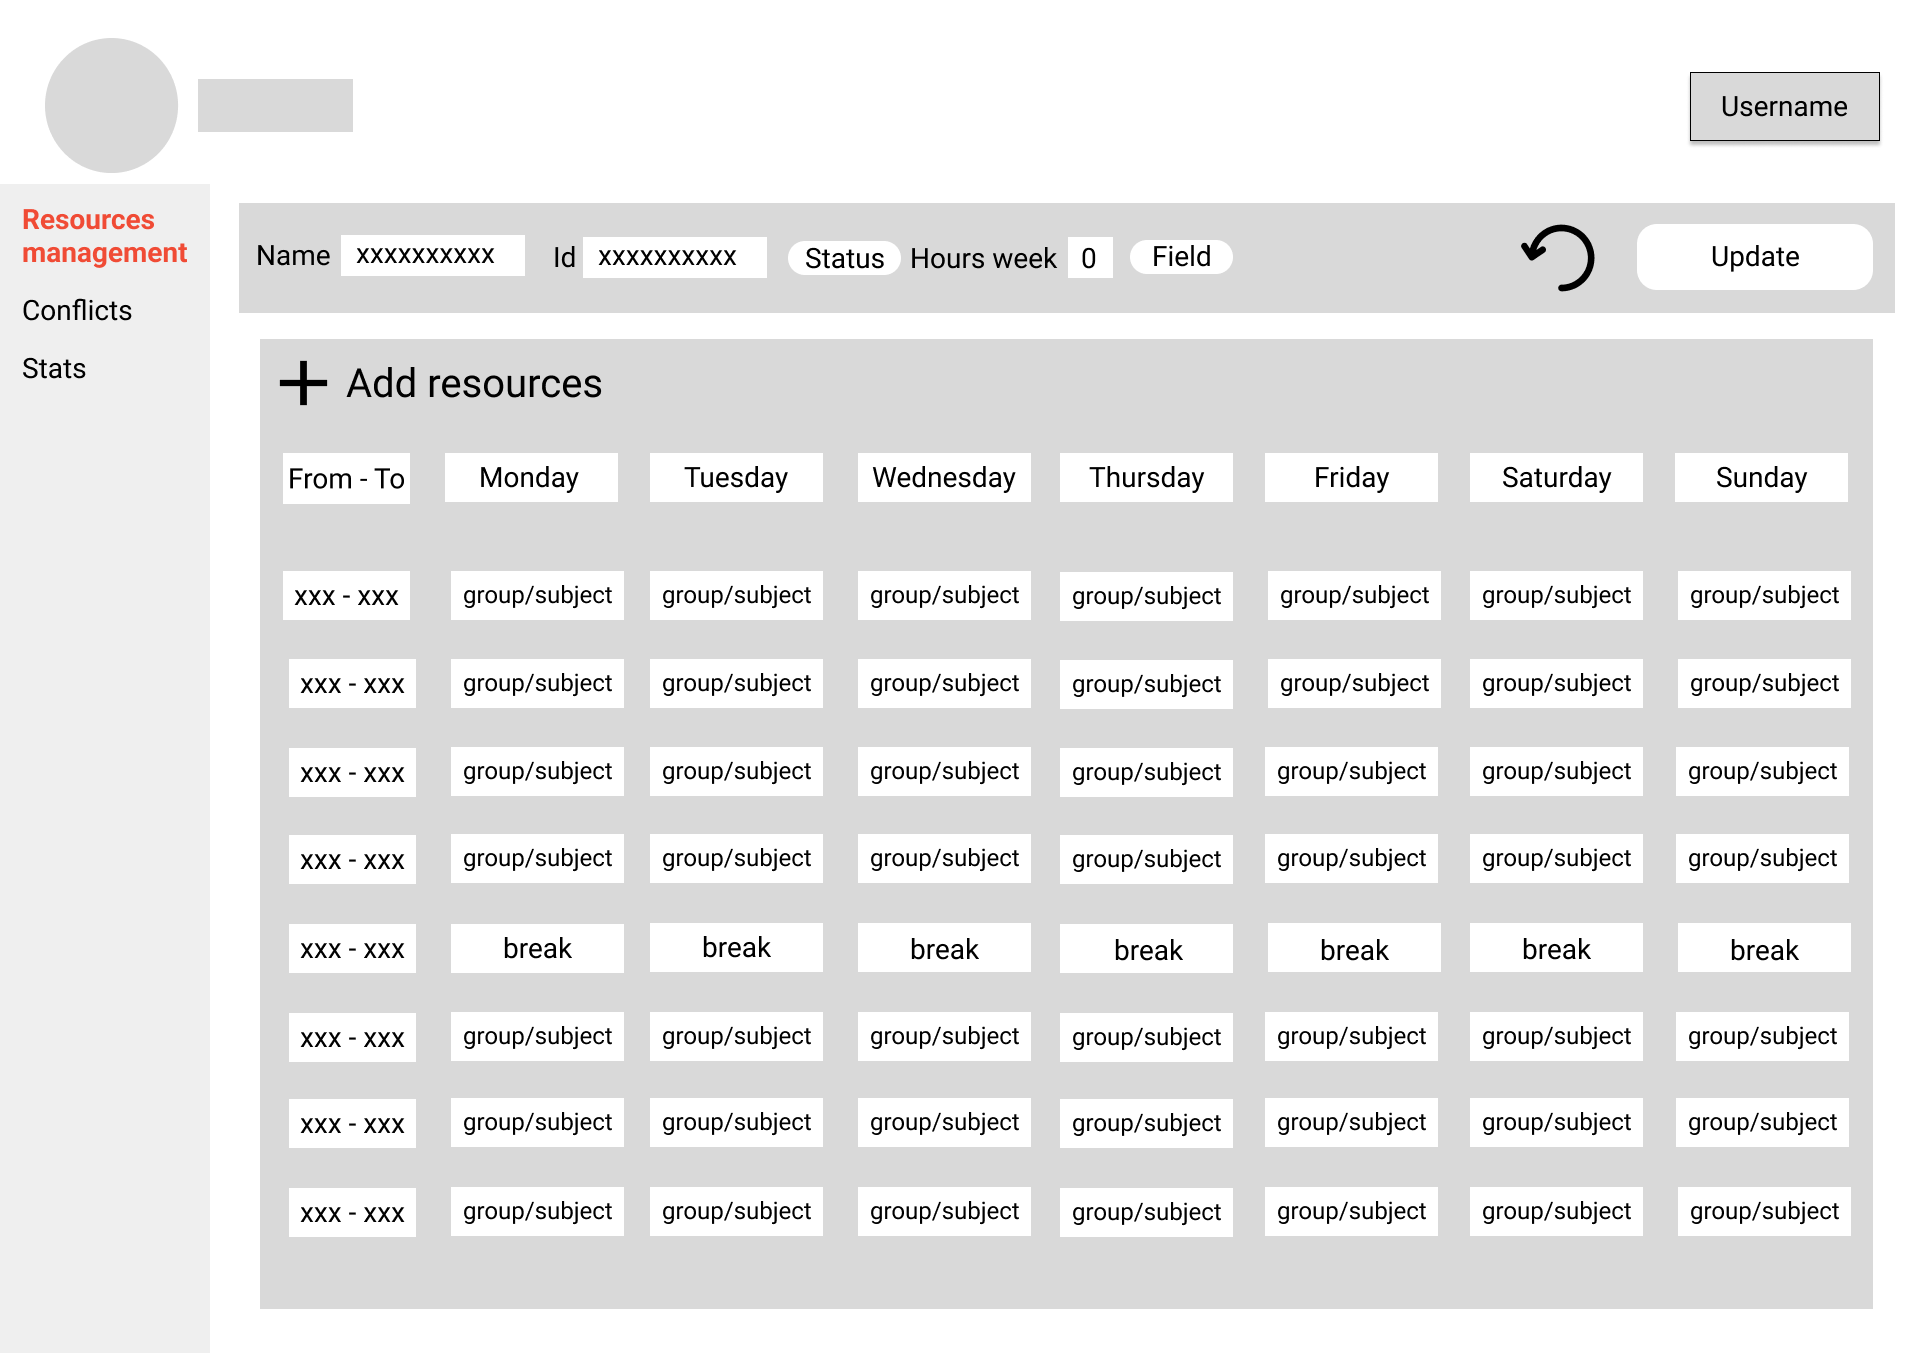 Username
Resources
management
Conflicts
Stats
Name xxxxxxxxxx Id xxxxxxxxxx Status Hours week 0 Field Update
Add resources
From - To Monday Tuesday Wednesday Thursday Friday Saturday Sunday
xxx - xxx group/subject group/subject group/subject group/subject group/subject group/subject group/subject
xxx - xxx group/subject group/subject group/subject group/subject group/subject group/subject group/subject
xxx - xxx group/subject group/subject group/subject group/subject group/subject group/subject group/subject
xxx - xxx group/subject group/subject group/subject group/subject group/subject group/subject group/subject
xxx - xxx break break break break break break break
xxx - xxx group/subject group/subject group/subject group/subject group/subject group/subject group/subject
xxx - xxx group/subject group/subject group/subject group/subject group/subject group/subject group/subject
xxx - xxx group/subject group/subject group/subject group/subject group/subject group/subject group/subject